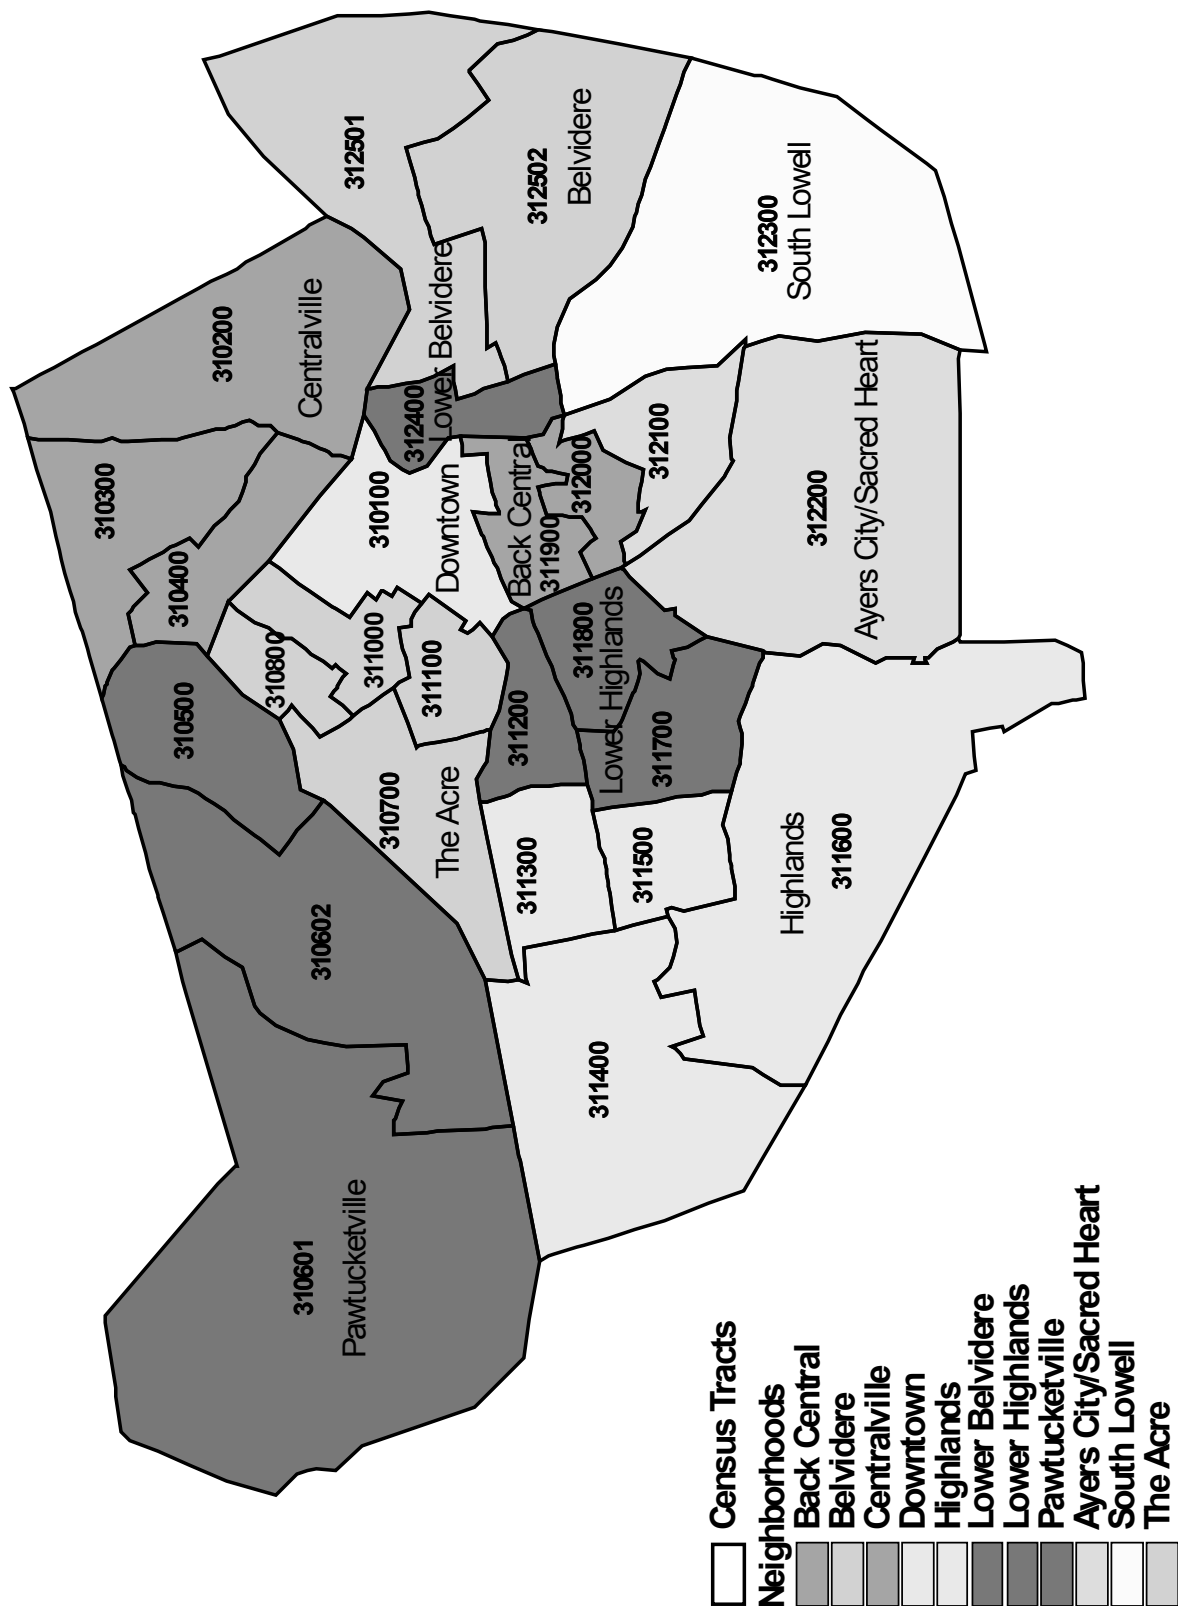 310601
Pawtucketville
310602
310500
310400
310300
310200
Centralville
312501
312502
Belvidere
Lower Belvidere
312400
310100
Downtown
310800
311000
311100
310700
The Acre
311200
311300
311400
311500
311700
311800
Lower Highlands
Back Central
311900
312000
312100
312300
South Lowell
312200
Ayers City/Sacred Heart
Highlands
311600
Census Tracts
Neighborhoods
Back Central
Belvidere
Centralville
Downtown
Highlands
Lower Belvidere
Lower Highlands
Pawtucketville
Ayers City/Sacred Heart
South Lowell
The Acre